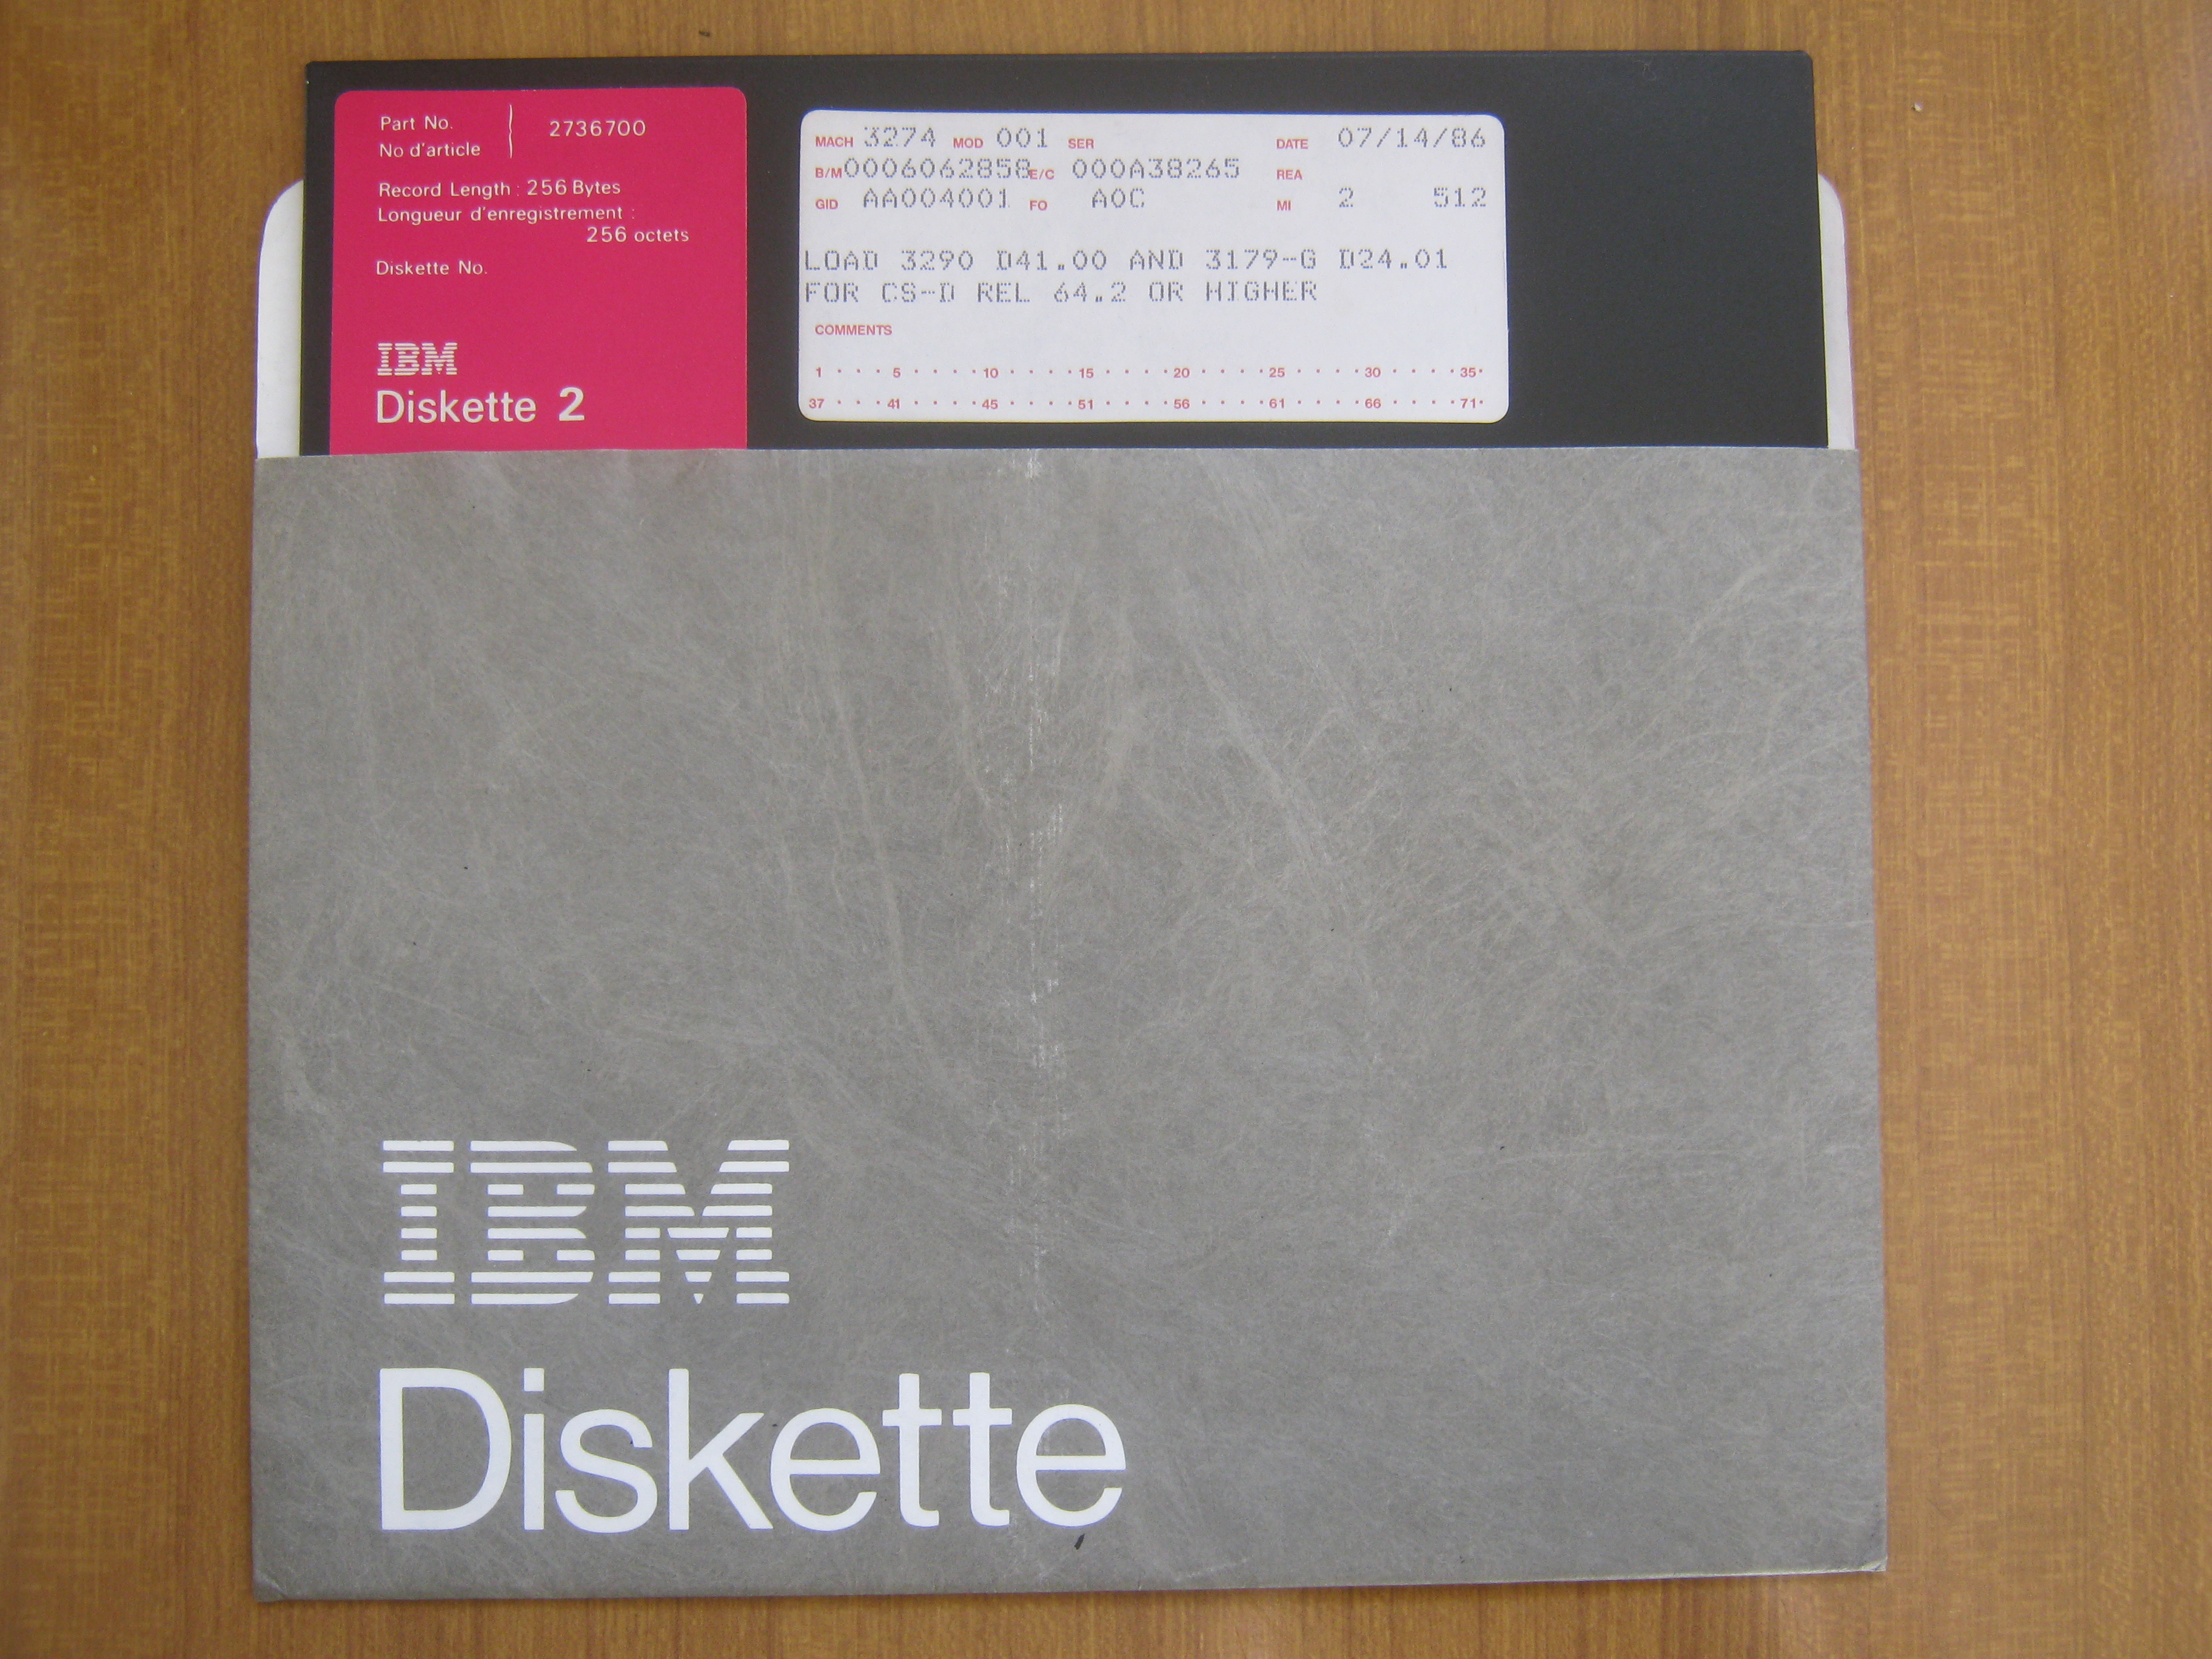 Part No. 2736700
No d'article
Record Length : 256 Bytes
Longueur d'enregistrement :
256 octets
Diskette No.
IBM
Diskette 2
MACH 3274 MOD 001 SER DATE 07/14/86
B/M 0006062858 E/C 000A38265 REA
GID AA004001 FO A0C MI 2 512
LOAD 3290 D41.00 AND 3179-G D24.01
FOR CS-D REL 64.2 OR HIGHER
COMMENTS
1 · · · 5 · · · · 10 · · · · 15 · · · · 20 · · · · 25 · · · · 30 · · · · 35 ·
37 · · · 41 · · · · 45 · · · · 51 · · · · 56 · · · · 61 · · · · 66 · · · · 71 ·
IBM
Diskette